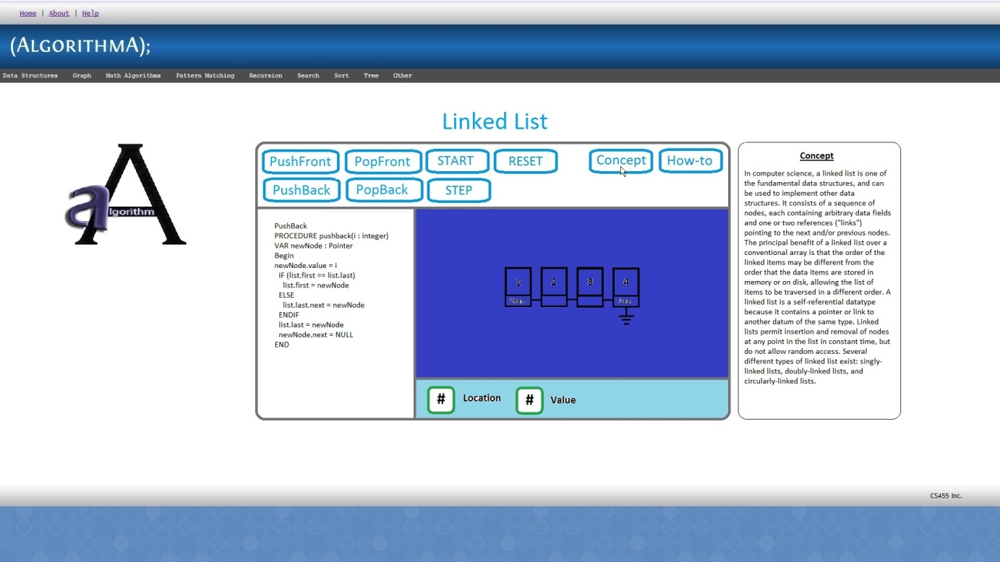 Home | About | Help
(ALGORITHMA);
Data Structures Graph Math Algorithms Pattern Matching Recursion Search Sort Tree Other
Linked List
a A lgorithm
PushFront PopFront START RESET Concept How-to
PushBack PopBack STEP
PushBack
PROCEDURE pushback(i : integer)
VAR newNode : Pointer
Begin
newNode.value = i
IF (list.first == list.last)
list.first = newNode
ELSE
list.last.next = newNode
ENDIF
list.last = newNode
newNode.next = NULL
END
1 2 3 4
# Location # Value
Concept
In computer science, a linked list is one of
the fundamental data structures, and can
be used to implement other data
structures. It consists of a sequence of
nodes, each containing arbitrary data fields
and one or two references ("links")
pointing to the next and/or previous nodes.
The principal benefit of a linked list over a
conventional array is that the order of the
linked items may be different from the
order that the data items are stored in
memory or on disk, allowing the list of
items to be traversed in a different order. A
linked list is a self-referential datatype
because it contains a pointer or link to
another datum of the same type. Linked
lists permit insertion and removal of nodes
at any point in the list in constant time, but
do not allow random access. Several
different types of linked list exist: singly-
linked lists, doubly-linked lists, and
circularly-linked lists.
CS455 Inc.